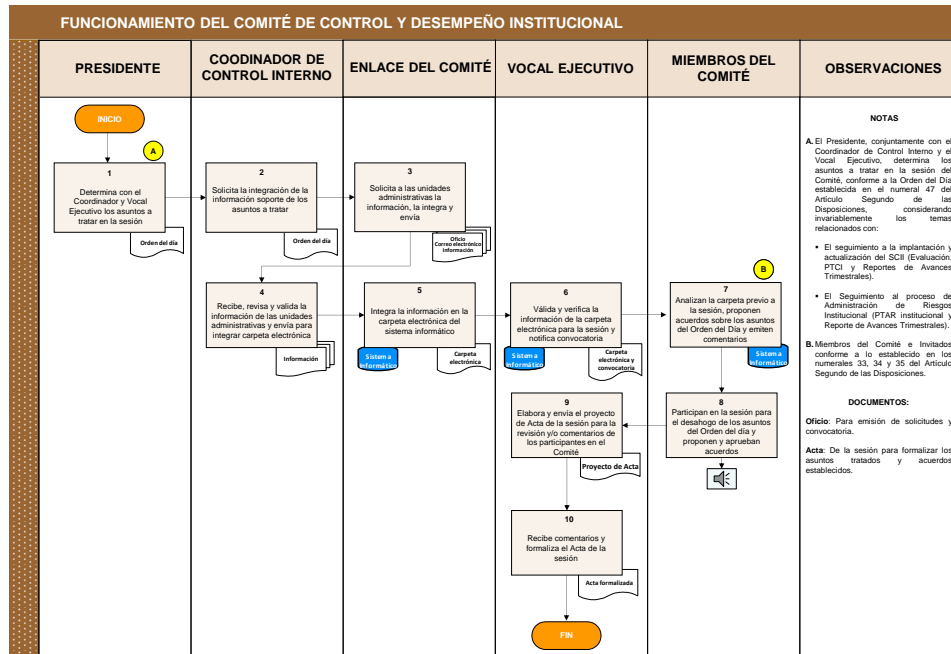 FUNCIONAMIENTO DEL COMITÉ DE CONTROL Y DESEMPEÑO INSTITUCIONAL
PRESIDENTE
COODINADOR DE
CONTROL INTERNO
ENLACE DEL COMITÉ
VOCAL EJECUTIVO
MIEMBROS DEL
COMITÉ
OBSERVACIONES
INICIO
A
1
Determina con el
Coordinador y Vocal
Ejecutivo los asuntos a
tratar en la sesión
Orden del día
2
Solicita la integración de la
información soporte de los
asuntos a tratar
Orden del día
3
Solicita a las unidades
administrativas la
información, la integra y
envía
Oficio
Correo electrónico
Información
4
Recibe, revisa y valida la
información de las unidades
administrativas y envía para
integrar carpeta electrónica
Información
5
Integra la información en la
carpeta electrónica del
sistema informático
Sistema
informático
Carpeta
electrónica
6
Válida y verifica la
información de la carpeta
electrónica para la sesión y
notifica convocatoria
Sistema
informático
Carpeta
electrónica y
convocatoria
B
7
Analizan la carpeta previo a
la sesión, proponen
acuerdos sobre los asuntos
del Orden del Día y emiten
comentarios
Sistema
informático
8
Participan en la sesión para
el desahogo de los asuntos
del Orden del día y
proponen y aprueban
acuerdos
9
Elabora y envía el proyecto
de Acta de la sesión para la
revisión y/o comentarios de
los participantes en el
Comité
Proyecto de Acta
10
Recibe comentarios y
formaliza el Acta de la
sesión
Acta formalizada
FIN
NOTAS
A. El Presidente, conjuntamente con el
Coordinador de Control Interno y el
Vocal Ejecutivo, determina los
asuntos a tratar en la sesión del
Comité, conforme a la Orden del Día
establecida en el numeral 47 del
Artículo Segundo de las
Disposiciones, considerando
invariablemente los temas
relacionados con:
▪ El seguimiento a la implantación y
actualización del SCII (Evaluación,
PTCI y Reportes de Avances
Trimestrales).
▪ El Seguimiento al proceso de
Administración de Riesgos
Institucional (PTAR institucional y
Reporte de Avances Trimestrales).
B. Miembros del Comité e Invitados
conforme a lo establecido en los
numerales 33, 34 y 35 del Artículo
Segundo de las Disposiciones.
DOCUMENTOS:
Oficio: Para emisión de solicitudes y
convocatoria.
Acta: De la sesión para formalizar los
asuntos tratados y acuerdos
establecidos.